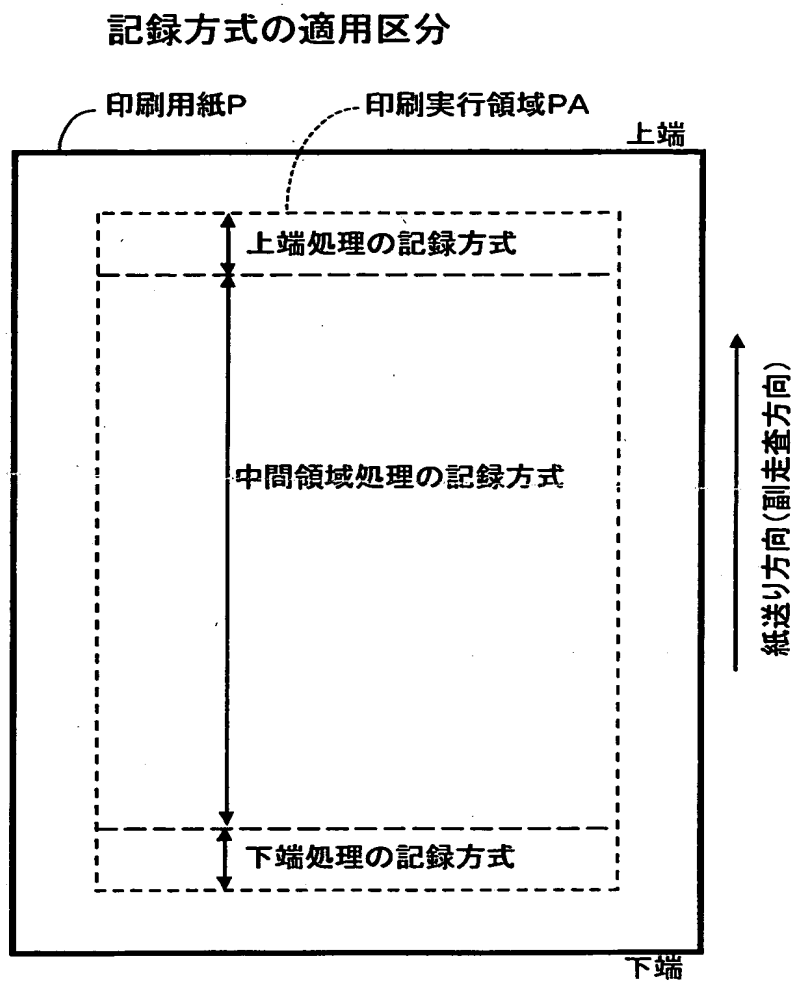 記録方式の適用区分
印刷用紙P
印刷実行領域PA
上端
上端処理の記録方式
中間領域処理の記録方式
紙送り方向(副走査方向)
下端処理の記録方式
下端